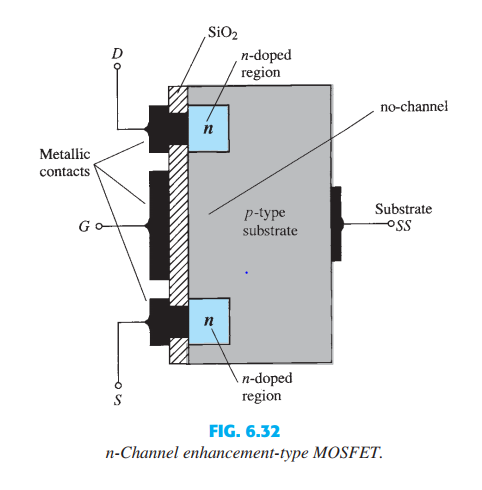 SiO2
D
n-doped
region
no-channel
n
Metallic
contacts
p-type
substrate
Substrate
G
SS
n
n-doped
region
S
FIG. 6.32
n-Channel enhancement-type MOSFET.